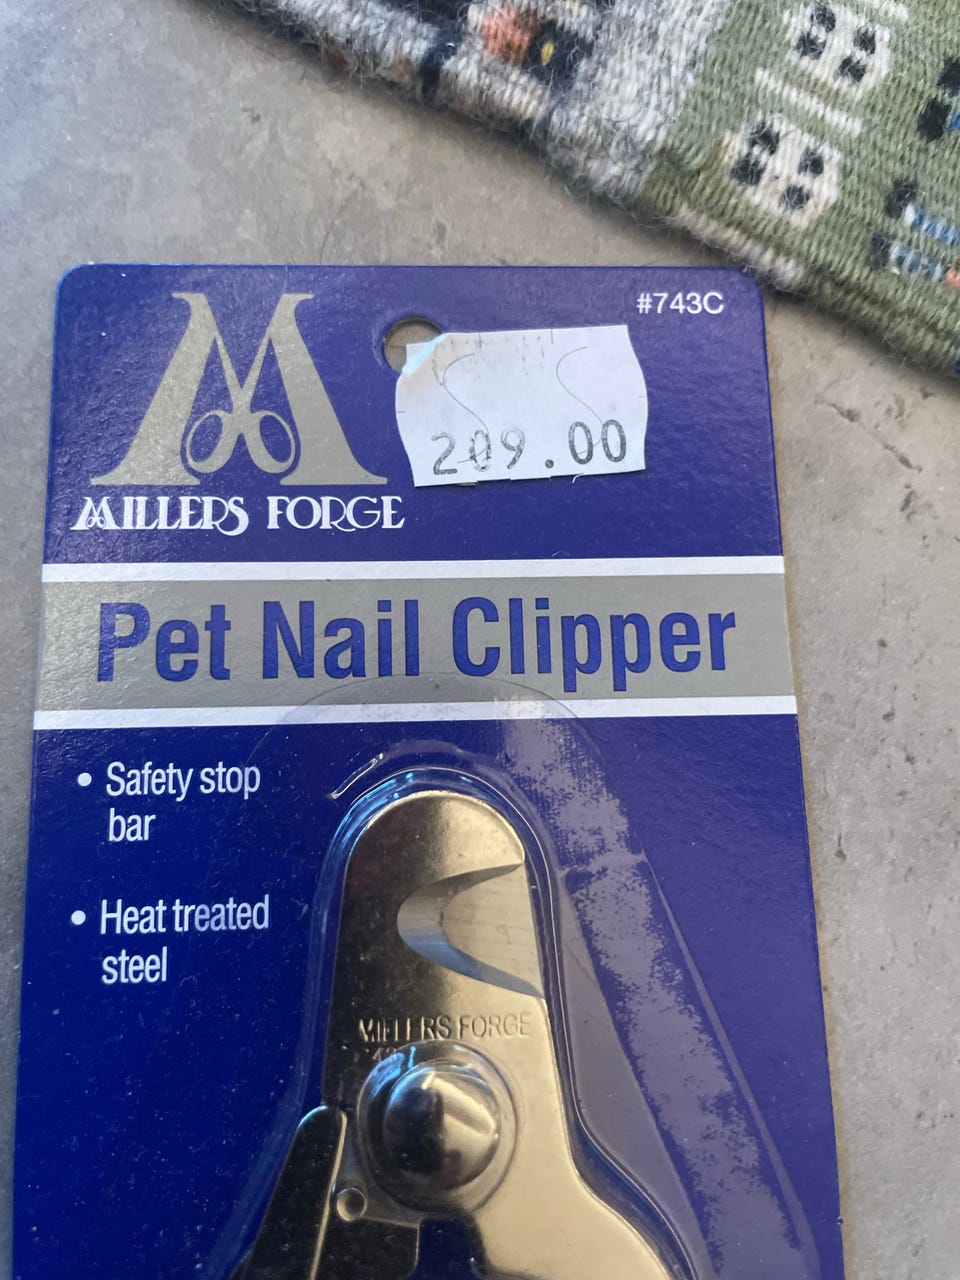 #743C
209.00
MILLERS FORGE
Pet Nail Clipper
• Safety stop
bar
• Heat treated
steel
MILLERS FORGE